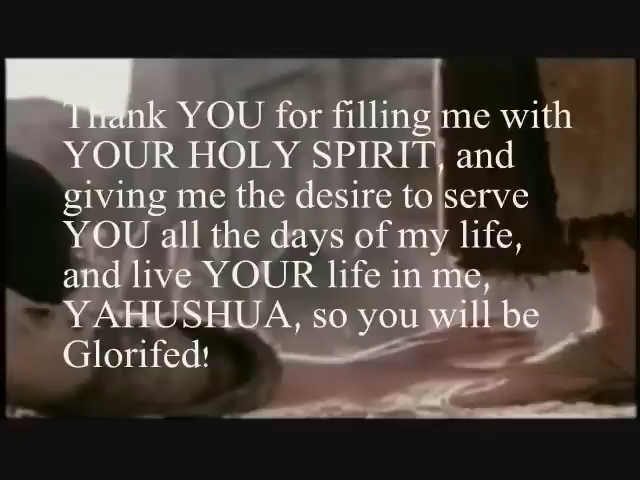 Thank YOU for filling me with
YOUR HOLY SPIRIT, and
giving me the desire to serve
YOU all the days of my life,
and live YOUR life in me,
YAHUSHUA, so you will be
Glorifed!